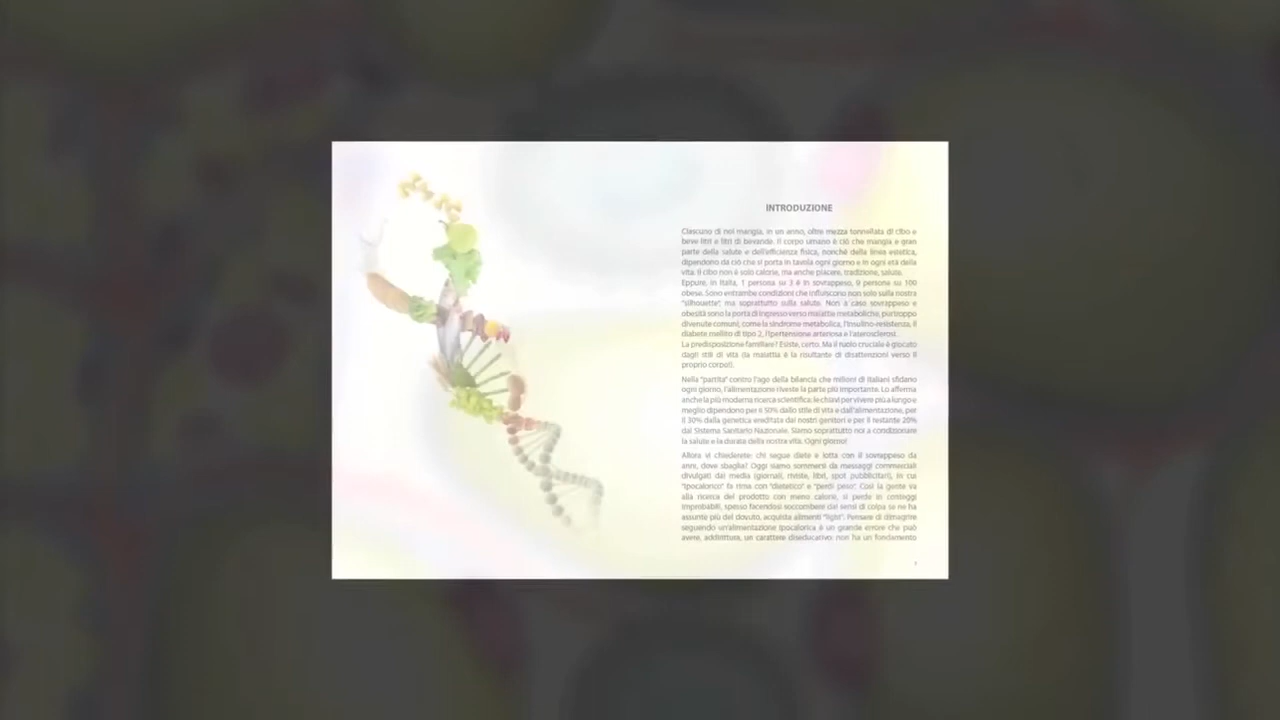 INTRODUZIONE
Ciascuno di noi mangia, in un anno, oltre mezza tonnellata di cibo e
beve litri e litri di bevande. Il corpo umano è ciò che mangia e gran
parte della salute e dell'efficienza fisica, nonché della linea estetica,
dipendono da ciò che si porta in tavola ogni giorno e in ogni età della
vita. Il cibo non è solo calorie, ma anche piacere, tradizione, salute.
Eppure, in Italia, 1 persona su 3 è in sovrappeso, 9 persone su 100
obese. Sono entrambe condizioni che influiscono non solo sulla nostra
"silhouette", ma soprattutto sulla salute. Non a caso sovrappeso e
obesità sono la porta di ingresso verso malattie metaboliche, purtroppo
divenute comuni, come la sindrome metabolica, l'insulino-resistenza, il
diabete mellito di tipo 2, l'ipertensione arteriosa e l'aterosclerosi.
La predisposizione familiare? Esiste, certo. Ma il ruolo cruciale è giocato
dagli stili di vita (la malattia è la risultante di disattenzioni verso il
proprio corpo!).
Nella "partita" contro l'ago della bilancia che milioni di italiani sfidano
ogni giorno, l'alimentazione riveste la parte più importante. Lo afferma
anche la più moderna ricerca scientifica: le chiavi per vivere più a lungo e
meglio dipendono per il 50% dallo stile di vita e dall'alimentazione, per
il 30% dalla genetica ereditata dai nostri genitori e per il restante 20%
dal Sistema Sanitario Nazionale. Siamo soprattutto noi a condizionare
la salute e la durata della nostra vita. Ogni giorno!
Allora vi chiederete: chi segue diete e lotta con il sovrappeso da
anni, dove sbaglia? Oggi siamo sommersi da messaggi commerciali
divulgati dai media (giornali, riviste, libri, spot pubblicitari), in cui
"ipocalorico" fa rima con "dietetico" e "perdi peso". Così la gente va
alla ricerca del prodotto con meno calorie, si perde in conteggi
improbabili, spesso facendosi soccombere dai sensi di colpa se ne ha
assunte più del dovuto, acquista alimenti "light". Pensare di dimagrire
seguendo un'alimentazione ipocalorica è un grande errore che può
avere, addirittura, un carattere diseducativo: non ha un fondamento